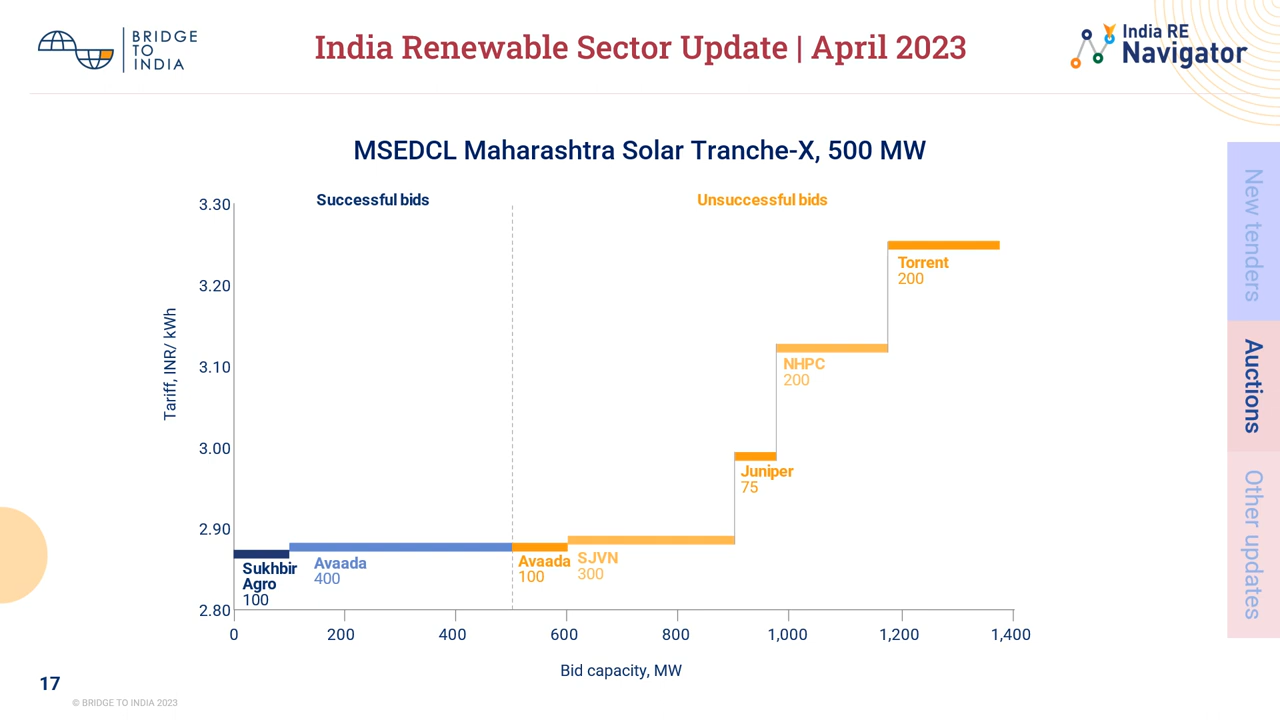 BRIDGE
TO
INDIA
India Renewable Sector Update | April 2023
India RE
Navigator
MSEDCL Maharashtra Solar Tranche-X, 500 MW
Successful bids
Unsuccessful bids
Tariff, INR/ kWh
3.30
3.20
3.10
3.00
2.90
2.80
Sukhbir
Agro
100
Avaada
400
Avaada
100
SJVN
300
Juniper
75
NHPC
200
Torrent
200
0
200
400
600
800
1,000
1,200
1,400
Bid capacity, MW
New tenders
Auctions
Other updates
17
© BRIDGE TO INDIA 2023